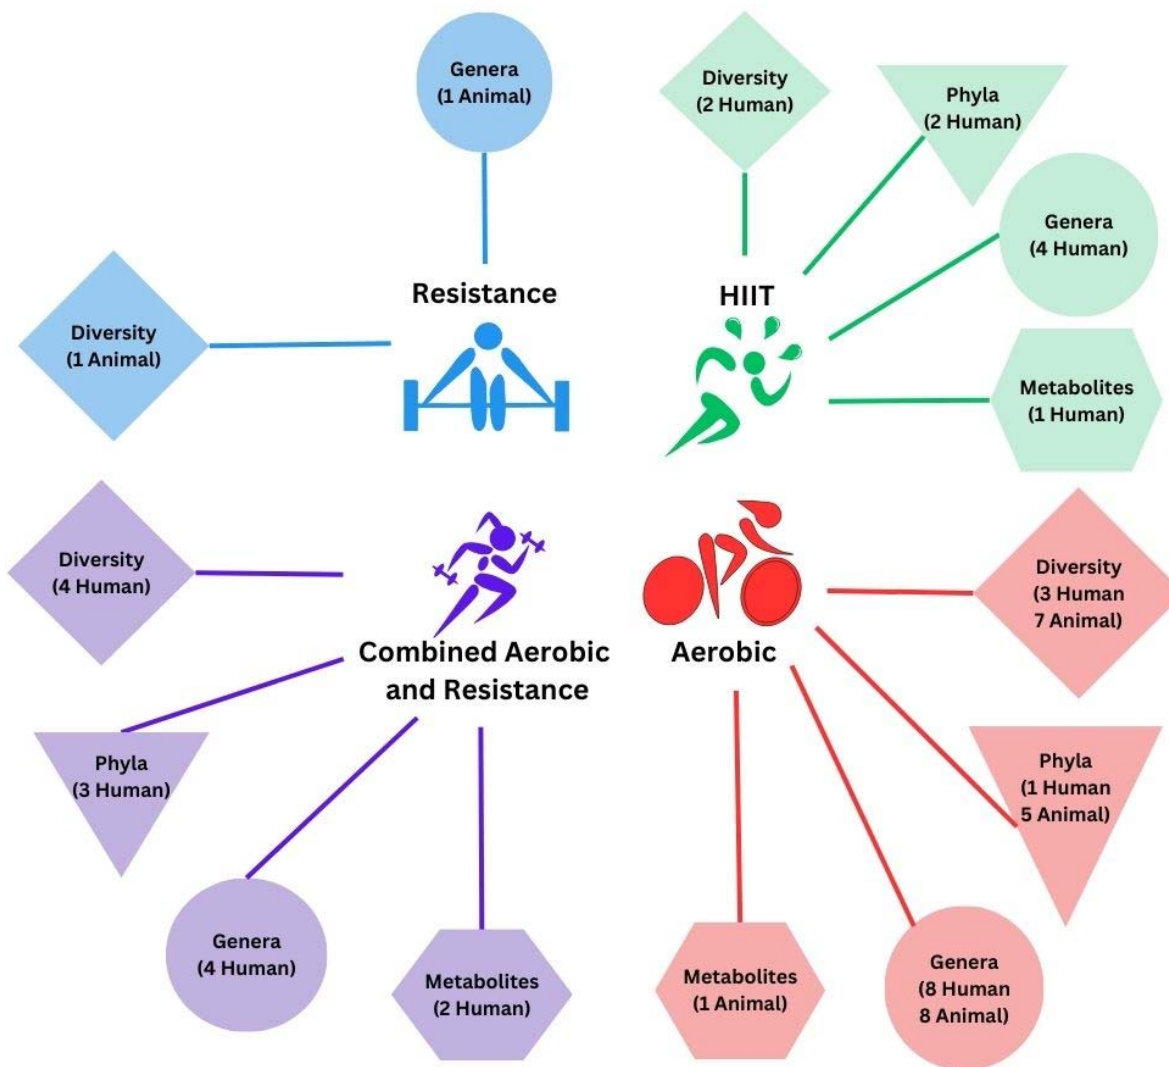 Genera
(1 Animal)
Diversity
(1 Animal)
Resistance
Diversity
(2 Human)
Phyla
(2 Human)
Genera
(4 Human)
Metabolites
(1 Human)
HIIT
Diversity
(4 Human)
Phyla
(3 Human)
Genera
(4 Human)
Metabolites
(2 Human)
Combined Aerobic
and Resistance
Aerobic
Diversity
(3 Human
7 Animal)
Phyla
(1 Human
5 Animal)
Genera
(8 Human
8 Animal)
Metabolites
(1 Animal)